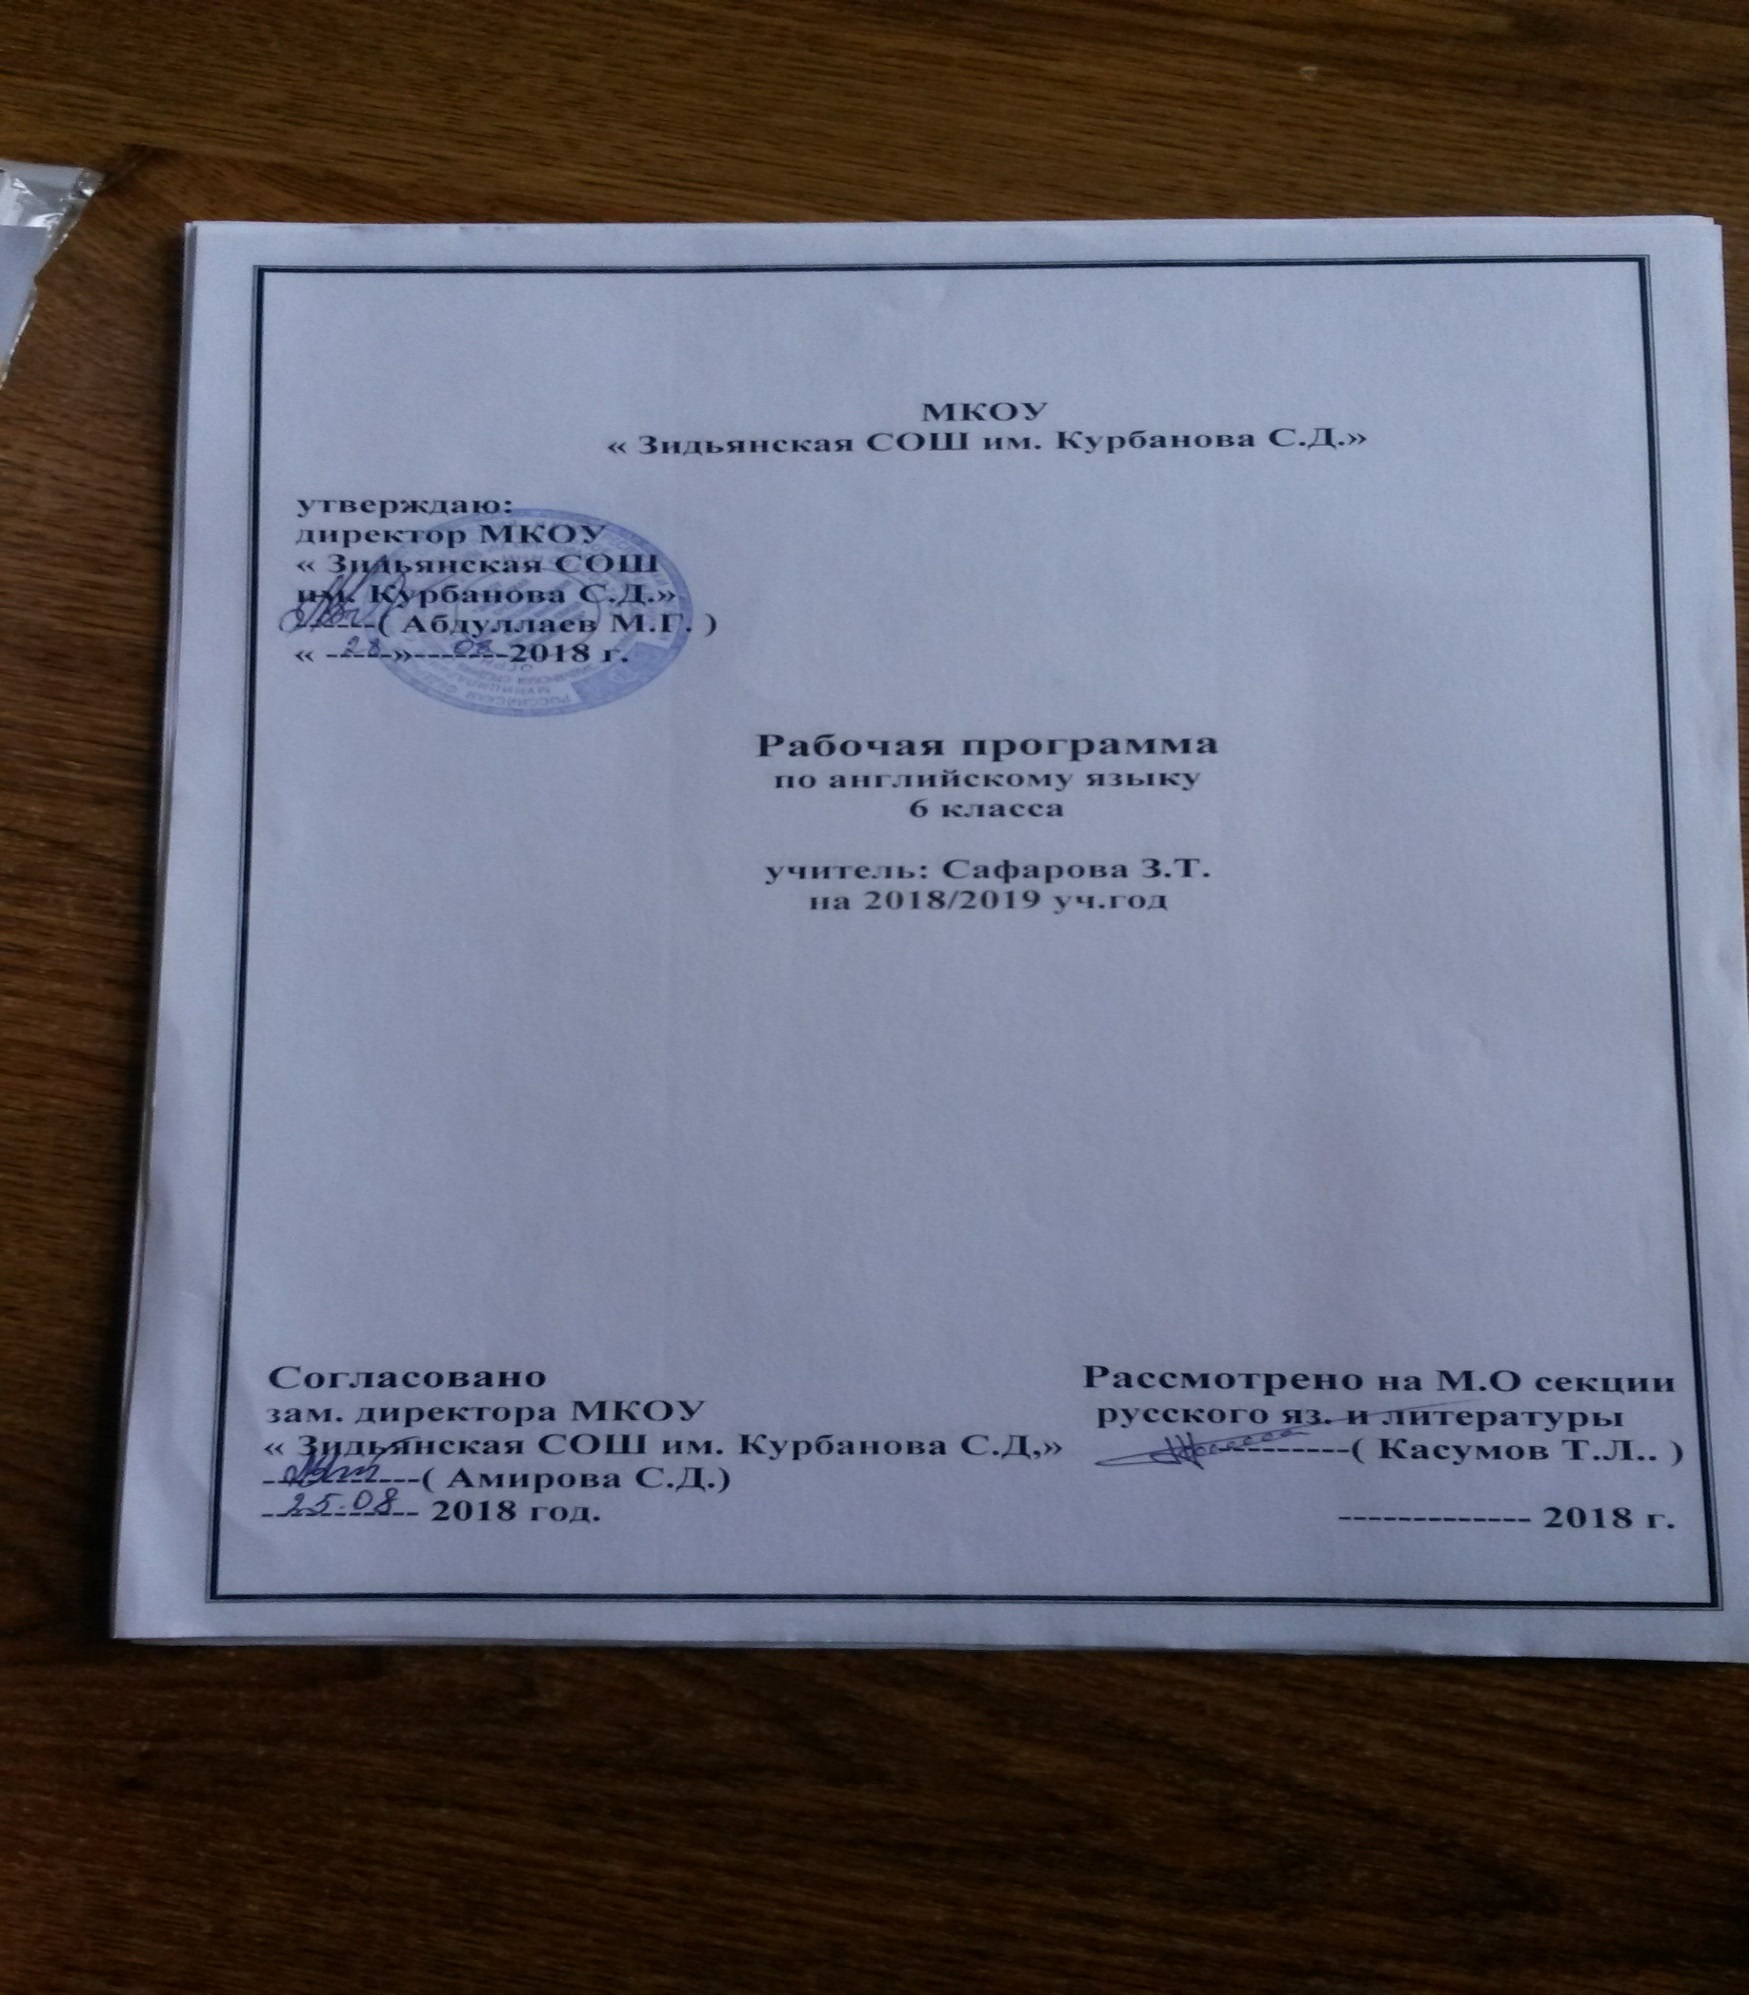 МКОУ
« Зидьянская СОШ им. Курбанова С.Д.»
утверждаю:
директор МКОУ
« Зидьянская СОШ
им. Курбанова С.Д.»
------( Абдуллаев М.Г. )
« --28--»---08---2018 г.
Рабочая программа
по английскому языку
6 класса
учитель: Сафарова З.Т.
на 2018/2019 уч.год
Согласовано
зам. директора МКОУ
« Зидьянская СОШ им. Курбанова С.Д,»
------------( Амирова С.Д.)
25.08 2018 год.
Рассмотрено на М.О секции
русского яз. и литературы
----------( Касумов Т.Л.. )
------------- 2018 г.